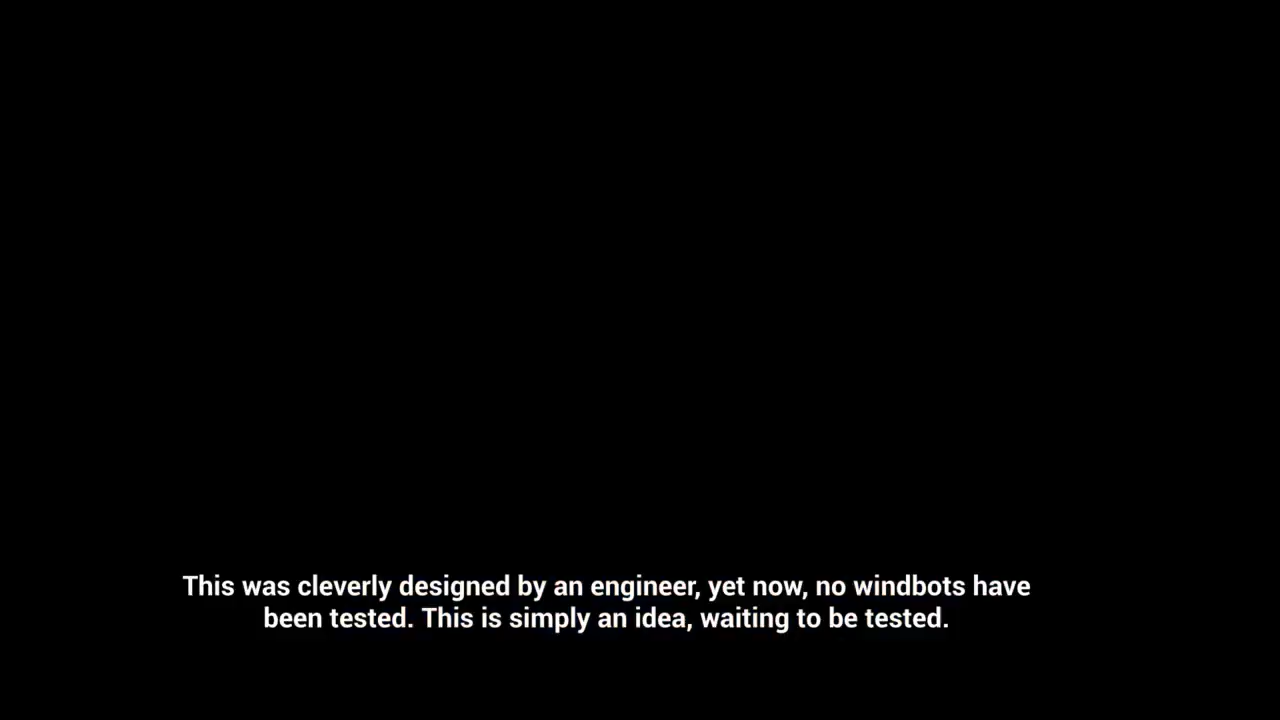 This was cleverly designed by an engineer, yet now, no windbots have
been tested. This is simply an idea, waiting to be tested.